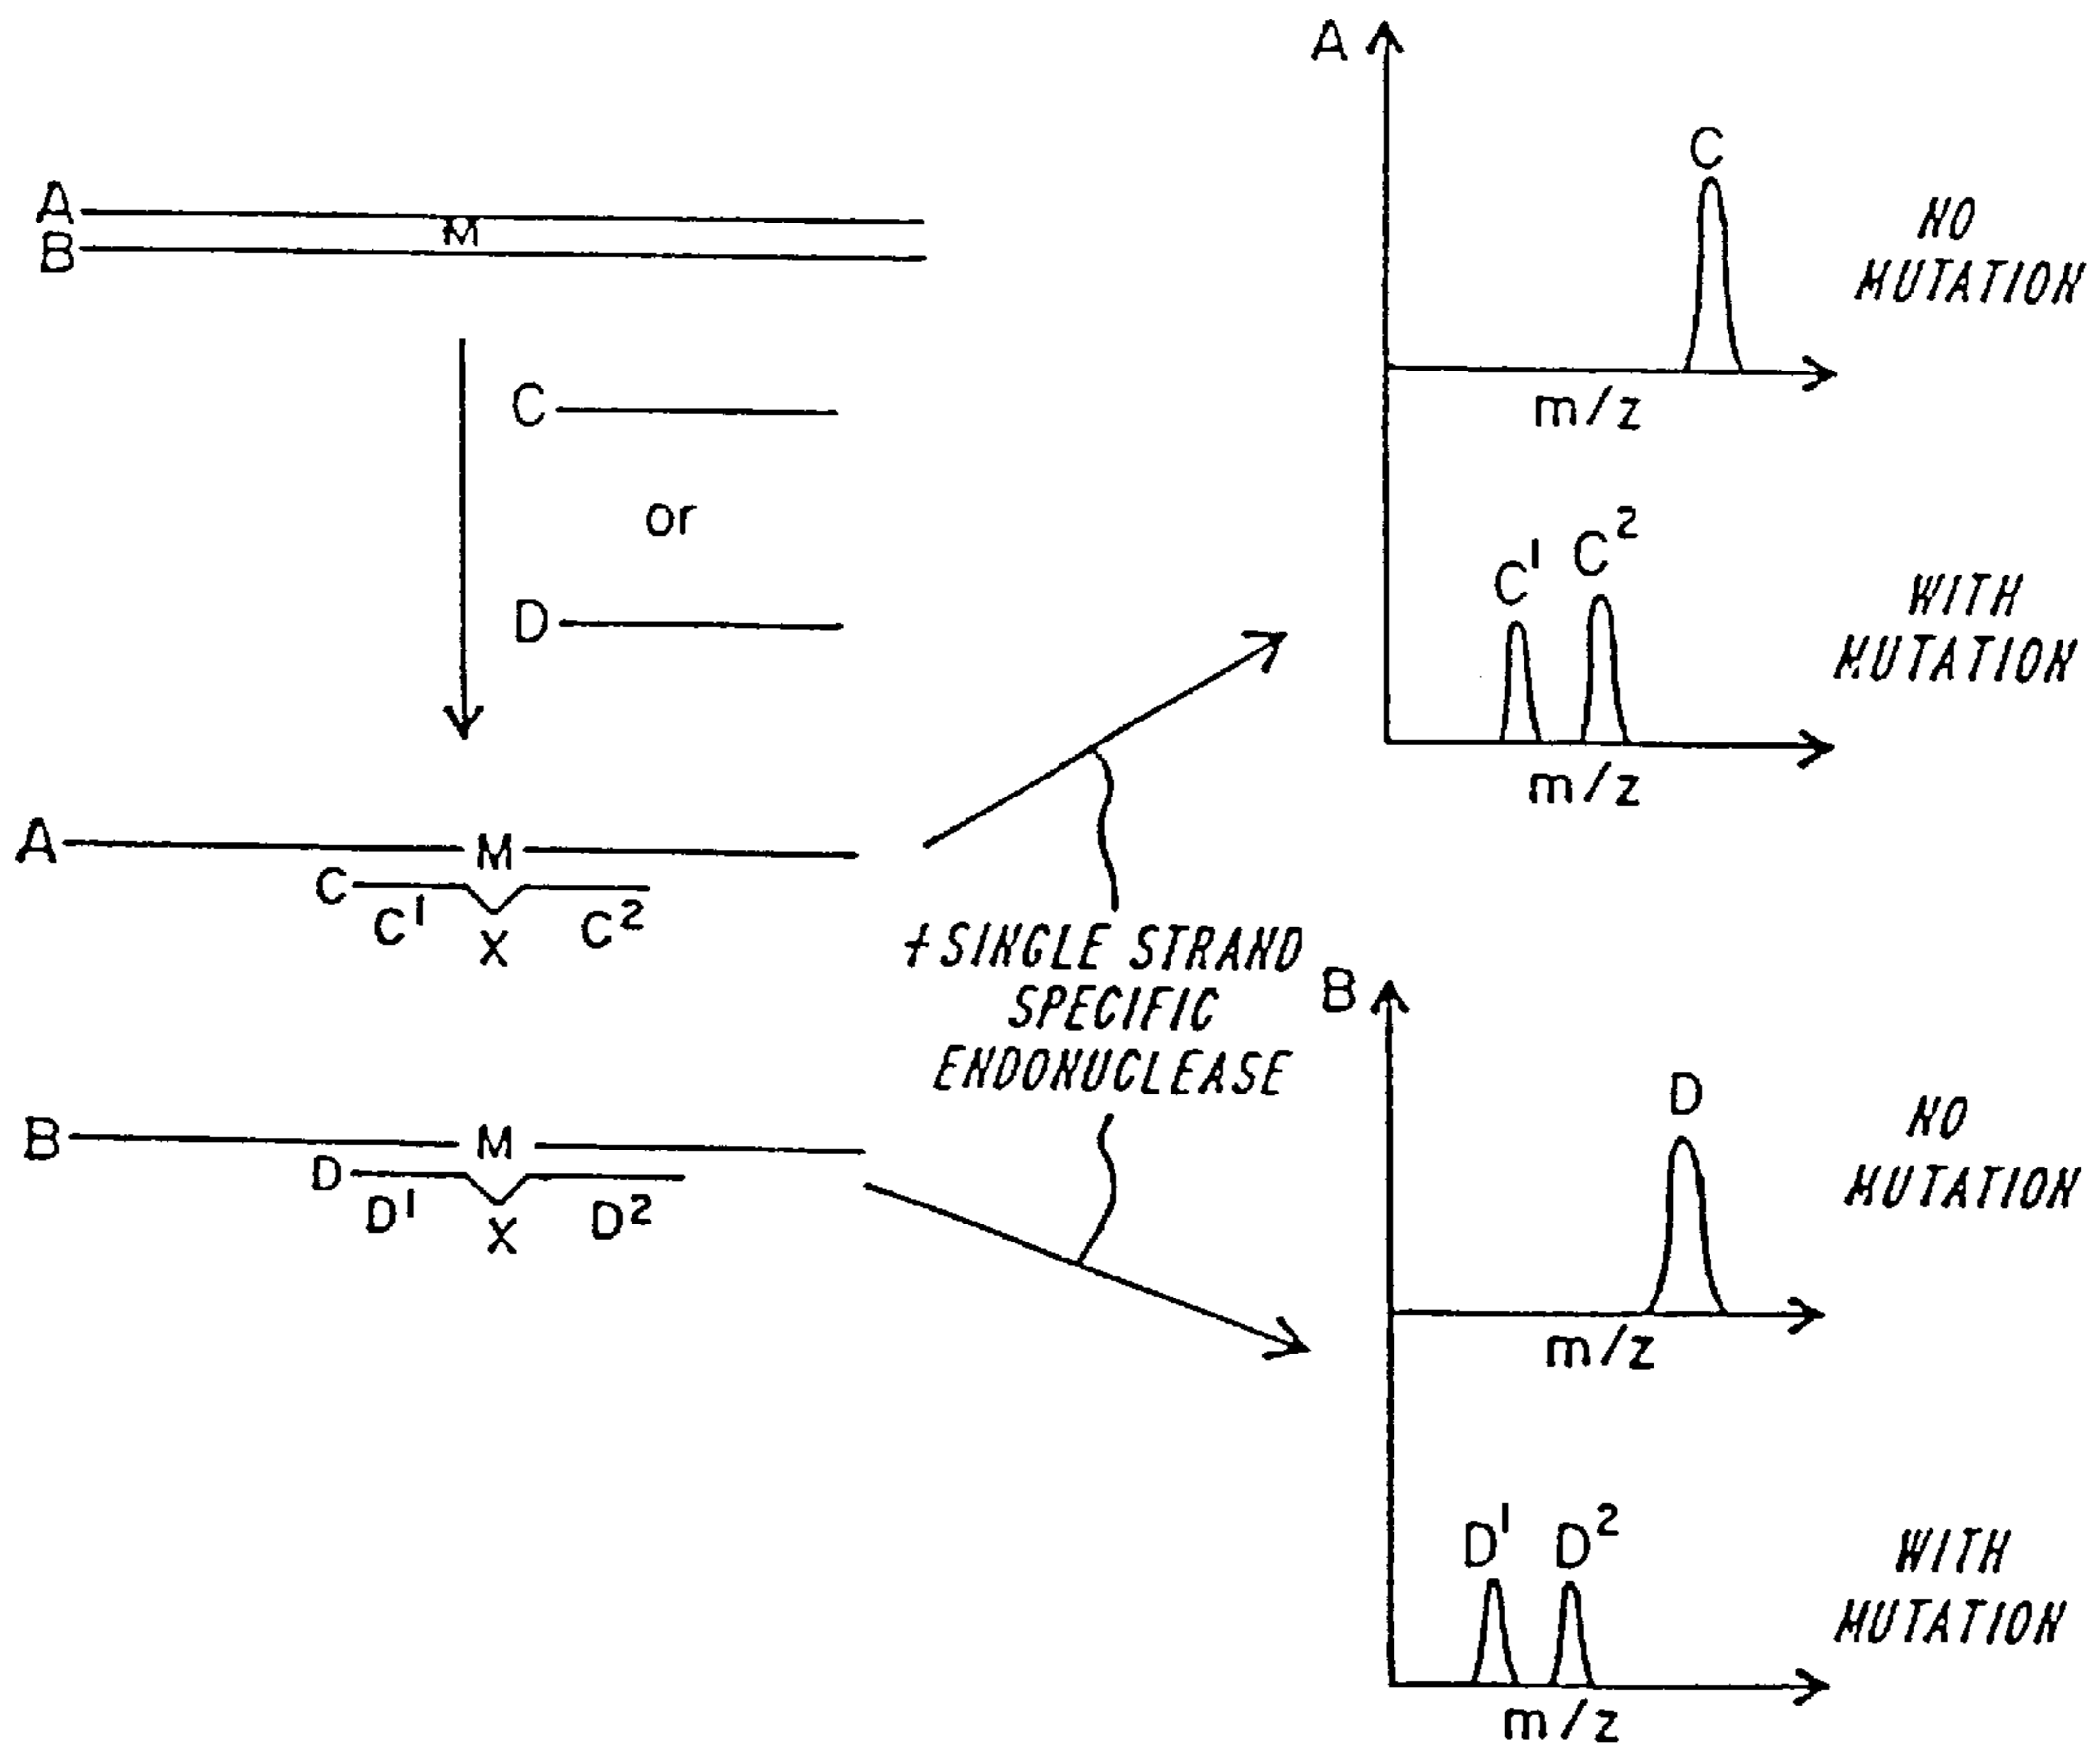 A
M
B
C
or
D
A M
C
C¹ X C²
B M
D
D¹ X D²
+SINGLE STRAND
SPECIFIC
ENDONUCLEASE
A
C
NO
MUTATION
m/z
C¹ C²
WITH
MUTATION
m/z
B
D
NO
MUTATION
m/z
D¹ D²
WITH
MUTATION
m/z